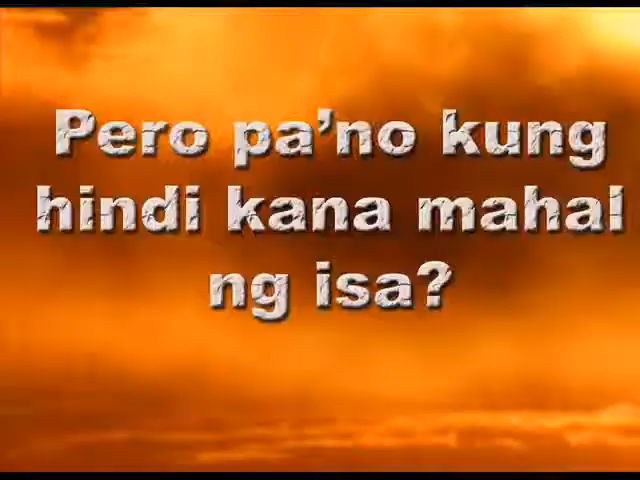 Pero pa’no kung
hindi kana mahal
ng isa?